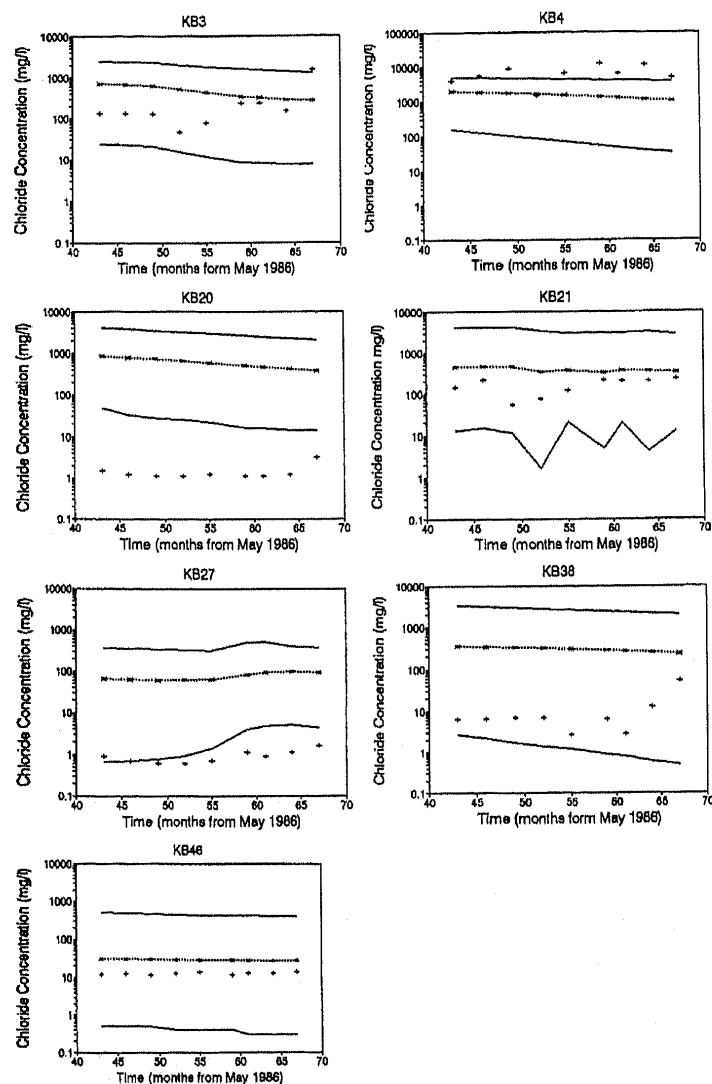 KB3
Chloride Concentration (mg/l)
10000
1000
100
10
1
0.1
40 45 50 55 60 65 70
Time (months form May 1986)
KB4
Chloride Concentration (mg/l)
100000
10000
1000
100
10
1
0.1
40 45 50 55 60 65 70
Time (months from May 1986)
KB20
Chloride Concentration (mg/l)
10000
1000
100
10
1
0.1
40 45 50 55 60 65 70
Time (months from May 1986)
KB21
Chloride Concentration mg/l)
10000
1000
100
10
1
0.1
40 45 50 55 60 65 70
Time (months from May 1986)
KB27
Chloride Concentration (mg/l)
10000
1000
100
10
1
0.1
40 45 50 55 60 65 70
Time (months from May 1986)
KB38
Chloride Concentration (mg/l)
10000
1000
100
10
1
0.1
40 45 50 55 60 65 70
Time (months form May 1986)
KB46
Chloride Concentration (mg/l)
10000
1000
100
10
1
0.1
40 45 50 55 60 65 70
Time (months from May 1986)